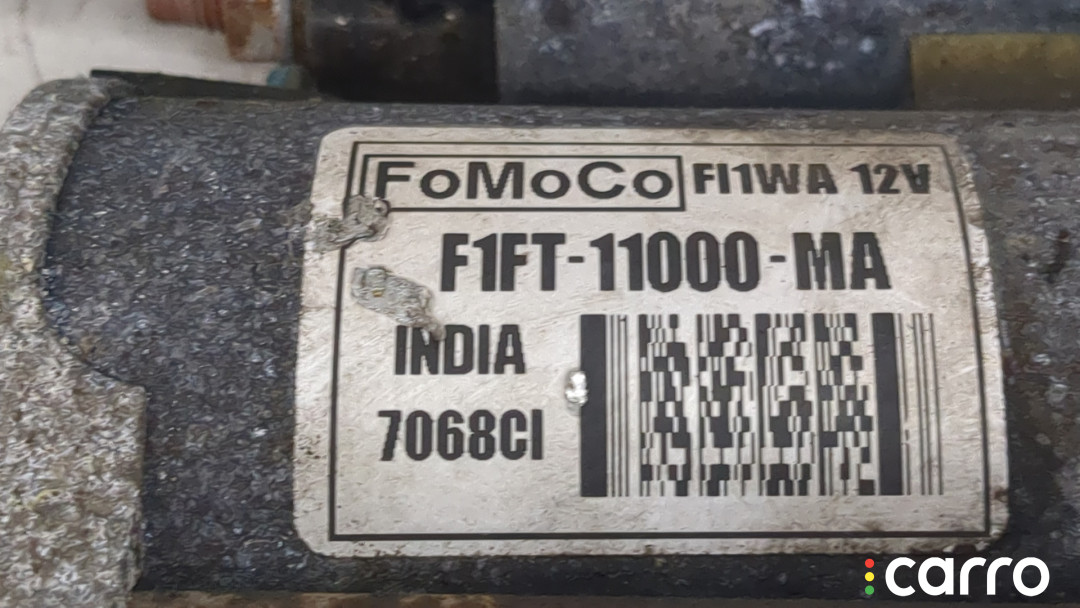 FoMoCo FI1WA 12V
F1FT-11000-MA
INDIA
7068CI
carro